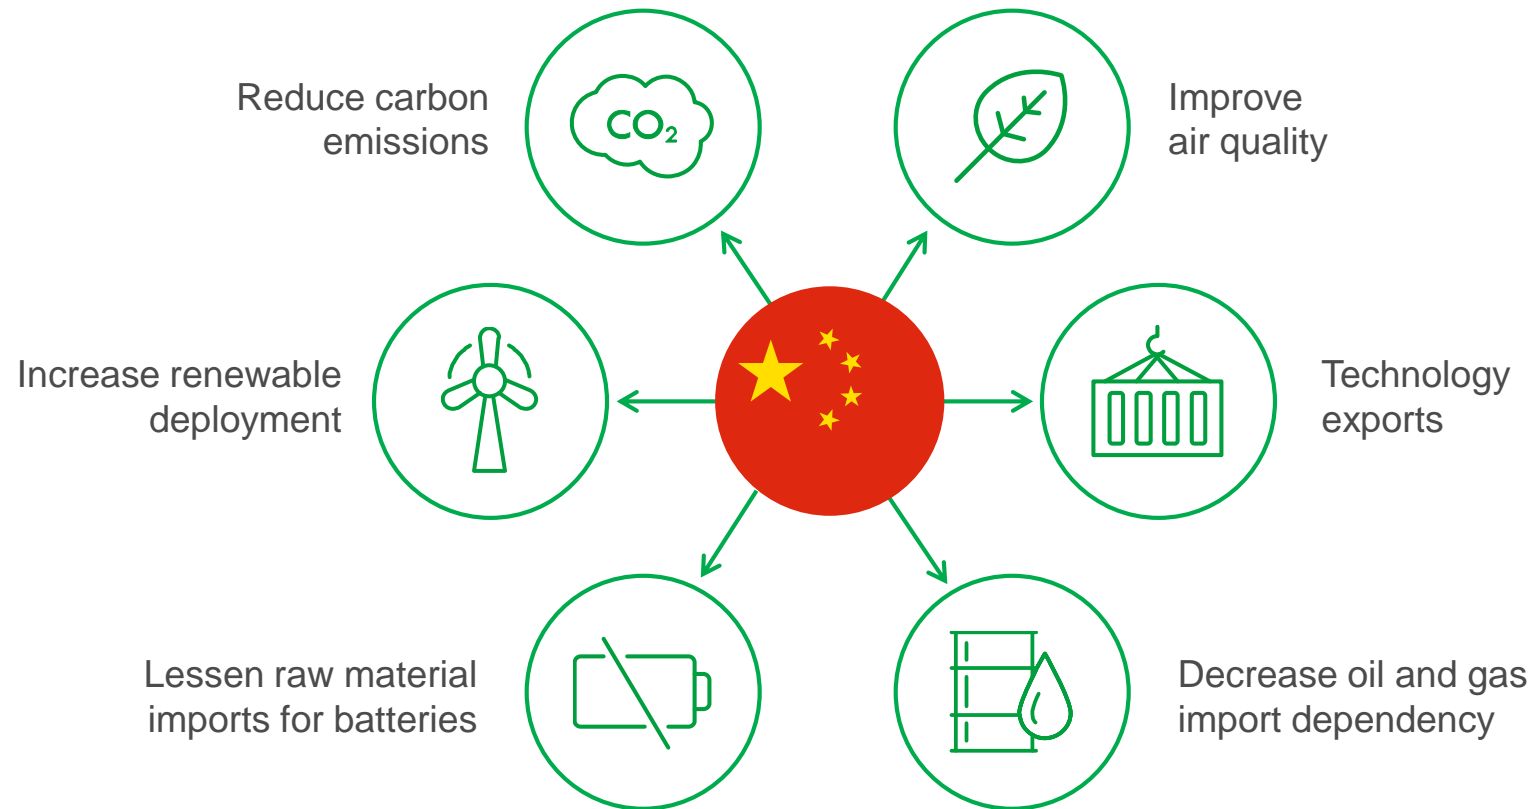 Reduce carbon
emissions
CO₂
Improve
air quality
Increase renewable
deployment
Technology
exports
Lessen raw material
imports for batteries
Decrease oil and gas
import dependency